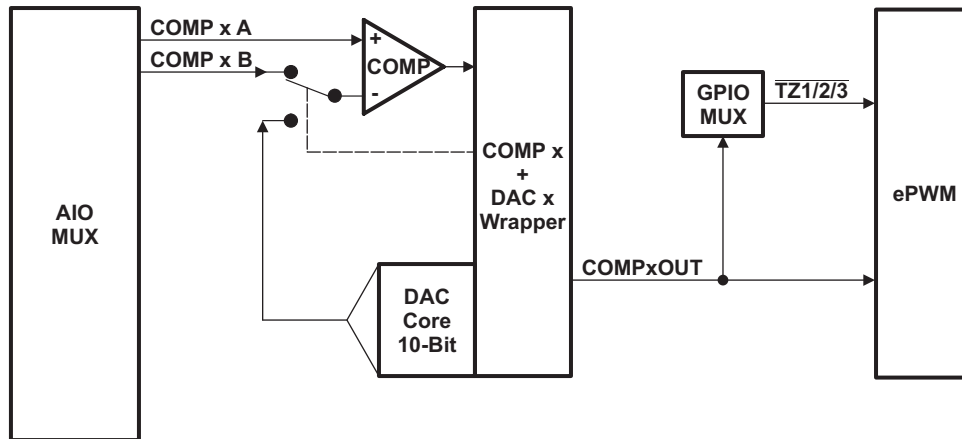 COMP x A
COMP x B
+
COMP
-
AIO
MUX
COMP x
+
DAC x
Wrapper
DAC
Core
10-Bit
COMPxOUT
GPIO
MUX
TZ1/2/3
ePWM